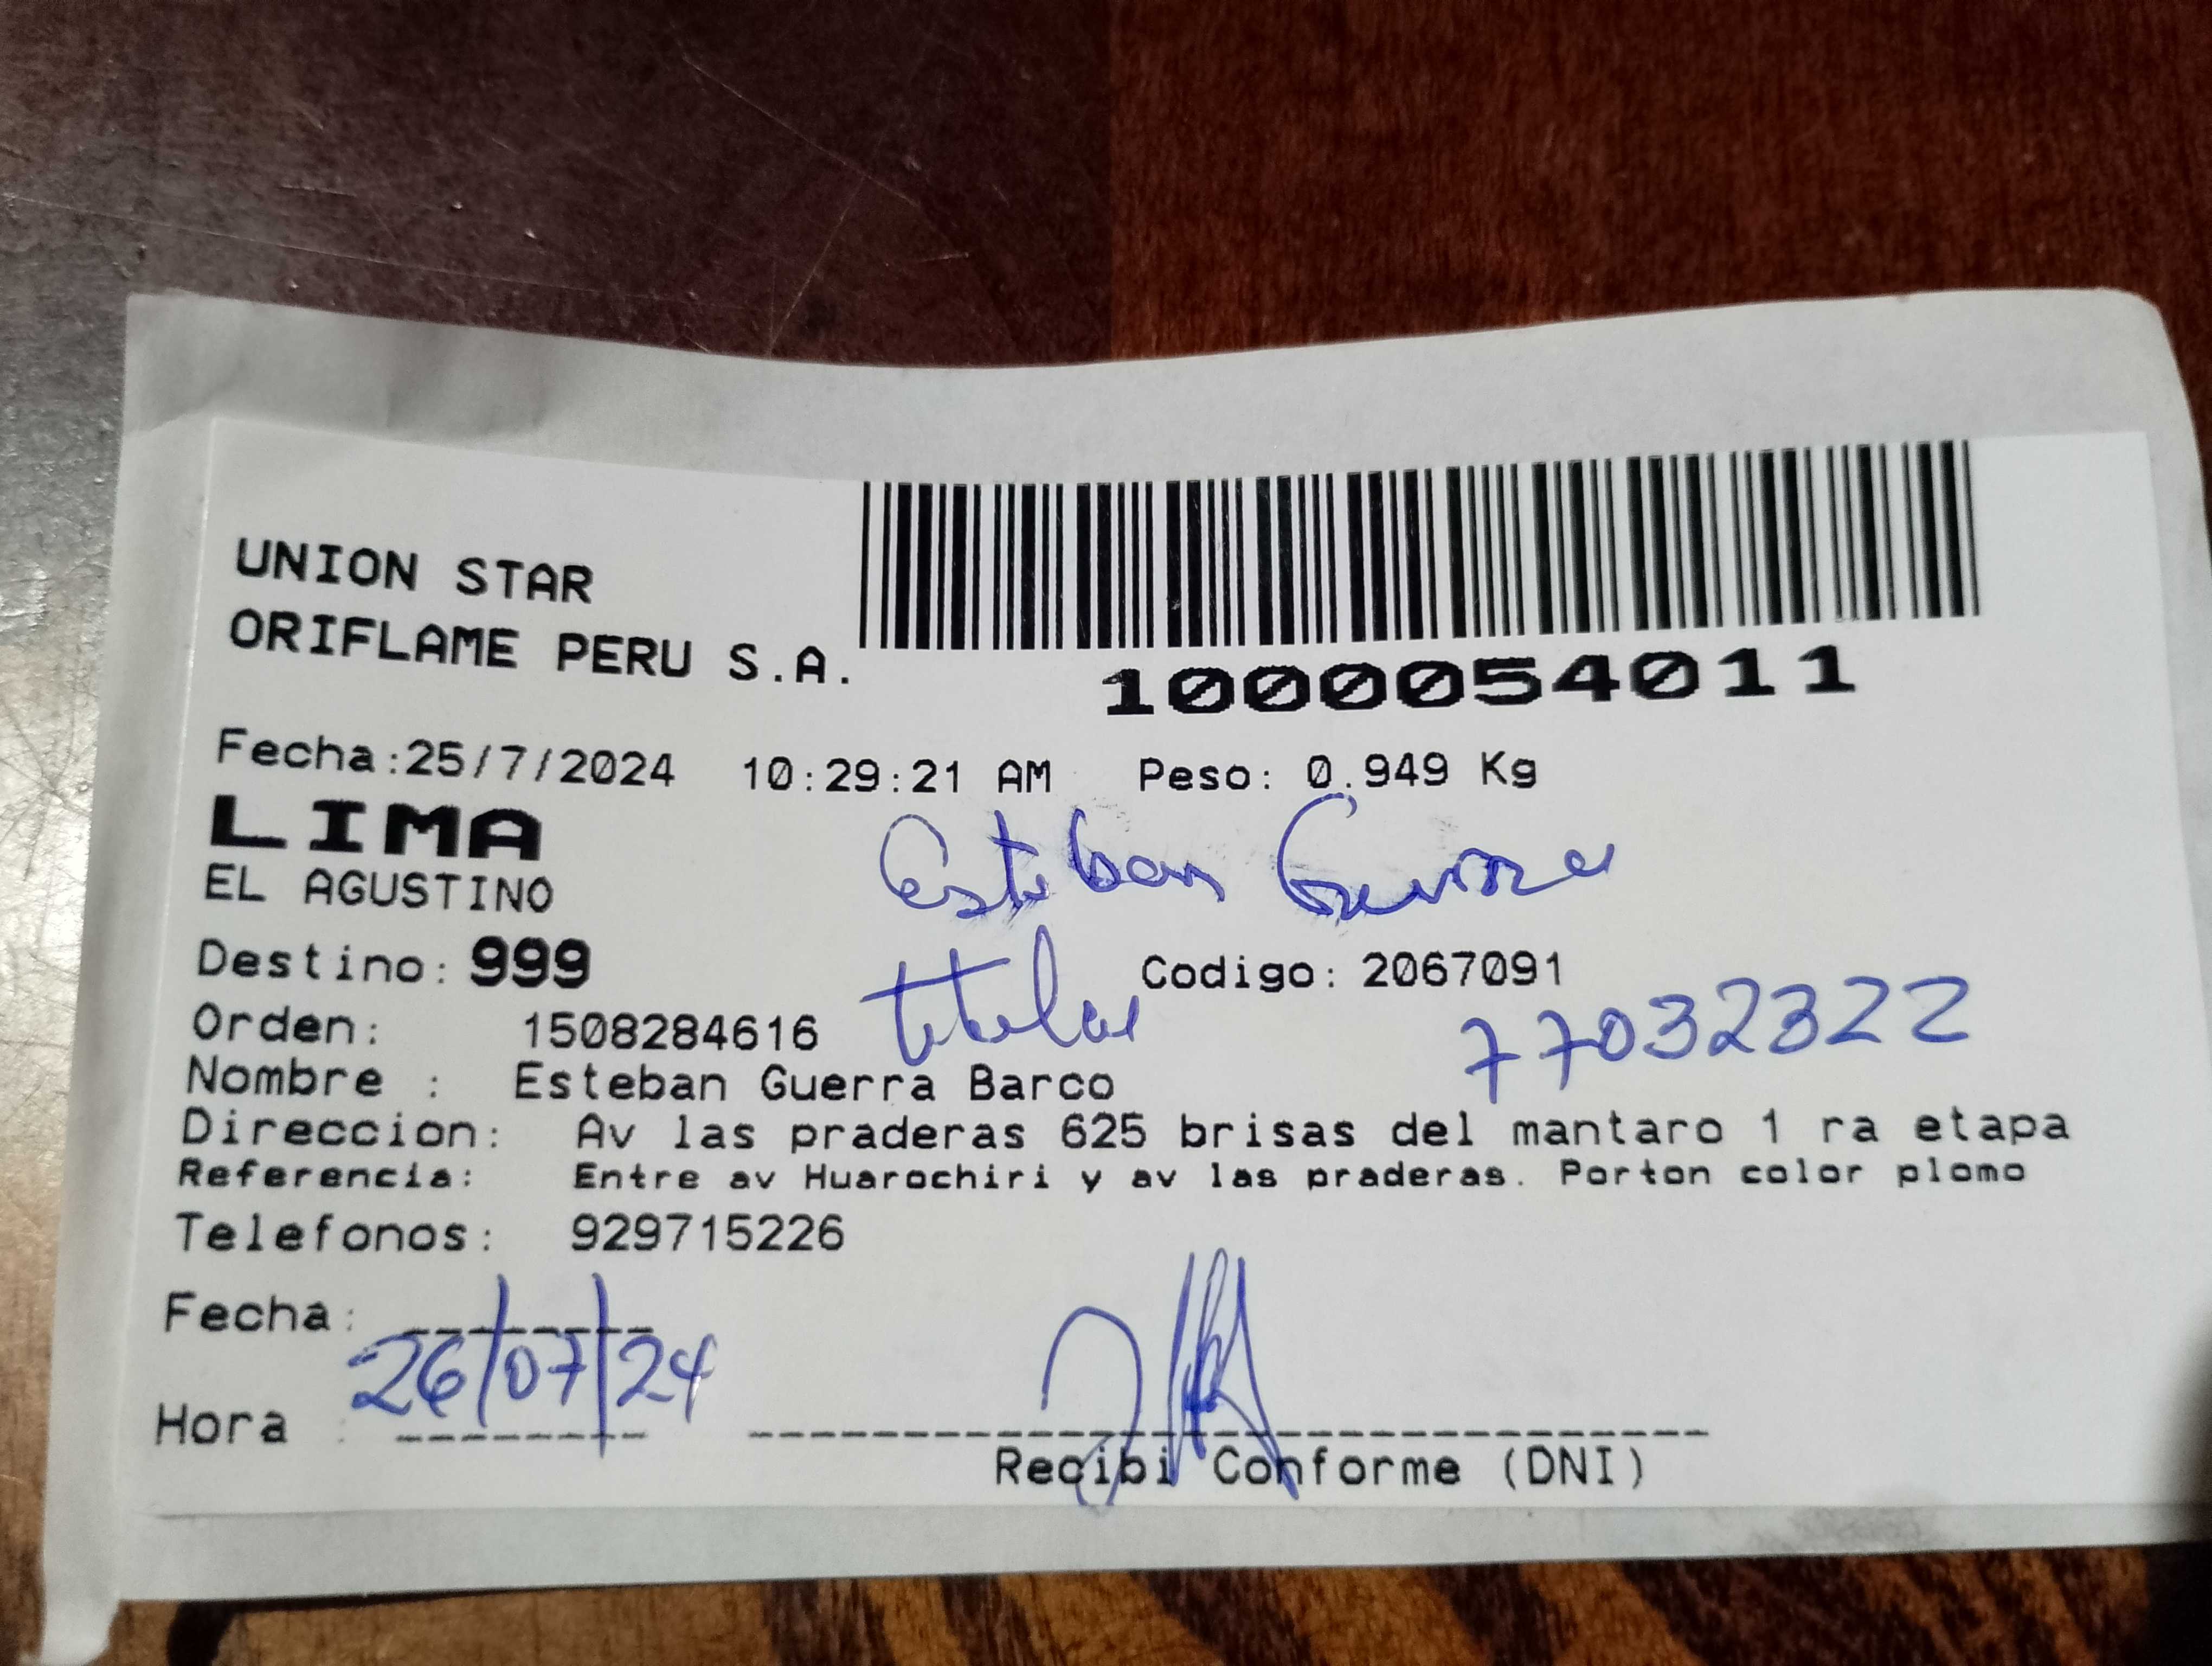 UNION STAR
ORIFLAME PERU S.A.
1000054011
Fecha:25/7/2024 10:29:21 AM Peso: 0.949 Kg
LIMA
EL AGUSTINO
Esteban Guerra
Destino: 999
titular
Codigo: 2067091
Orden: 1508284616
77032322
Nombre : Esteban Guerra Barco
Direccion: Av las praderas 625 brisas del mantaro 1 ra etapa
Referencia: Entre av Huarochiri y av las praderas. Porton color plomo
Telefonos: 929715226
Fecha: 26/07/24
Hora :
Recibi Conforme (DNI)